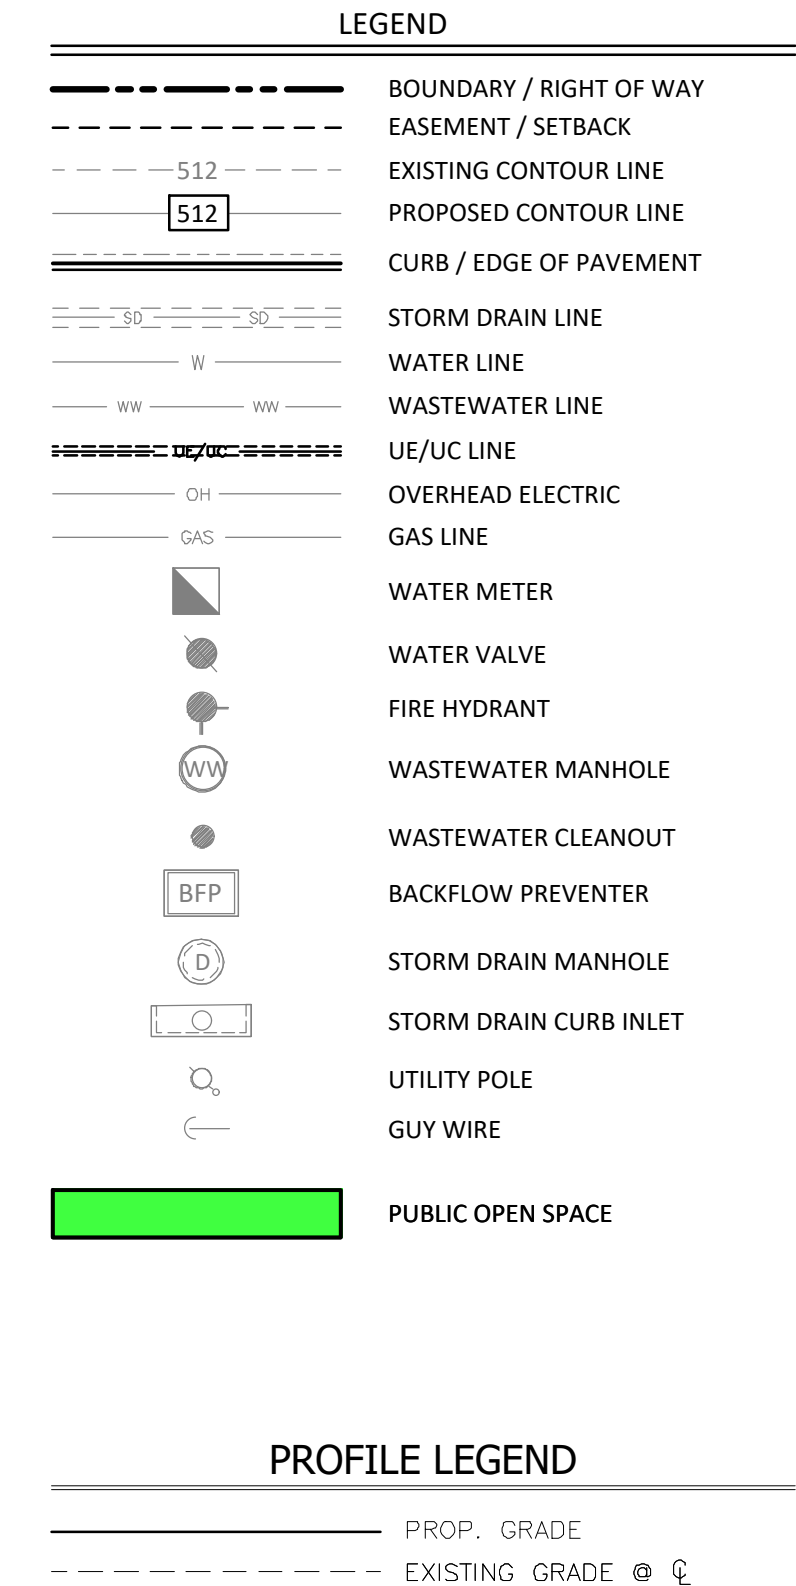 LEGEND
BOUNDARY / RIGHT OF WAY
EASEMENT / SETBACK
512 EXISTING CONTOUR LINE
512 PROPOSED CONTOUR LINE
CURB / EDGE OF PAVEMENT
SD SD STORM DRAIN LINE
W WATER LINE
WW WW WASTEWATER LINE
UE/UC UE/UC LINE
OH OVERHEAD ELECTRIC
GAS GAS LINE
WATER METER
WATER VALVE
FIRE HYDRANT
WW WASTEWATER MANHOLE
WASTEWATER CLEANOUT
BFP BACKFLOW PREVENTER
D STORM DRAIN MANHOLE
STORM DRAIN CURB INLET
UTILITY POLE
GUY WIRE
PUBLIC OPEN SPACE
PROFILE LEGEND
PROP. GRADE
EXISTING GRADE @ ℄